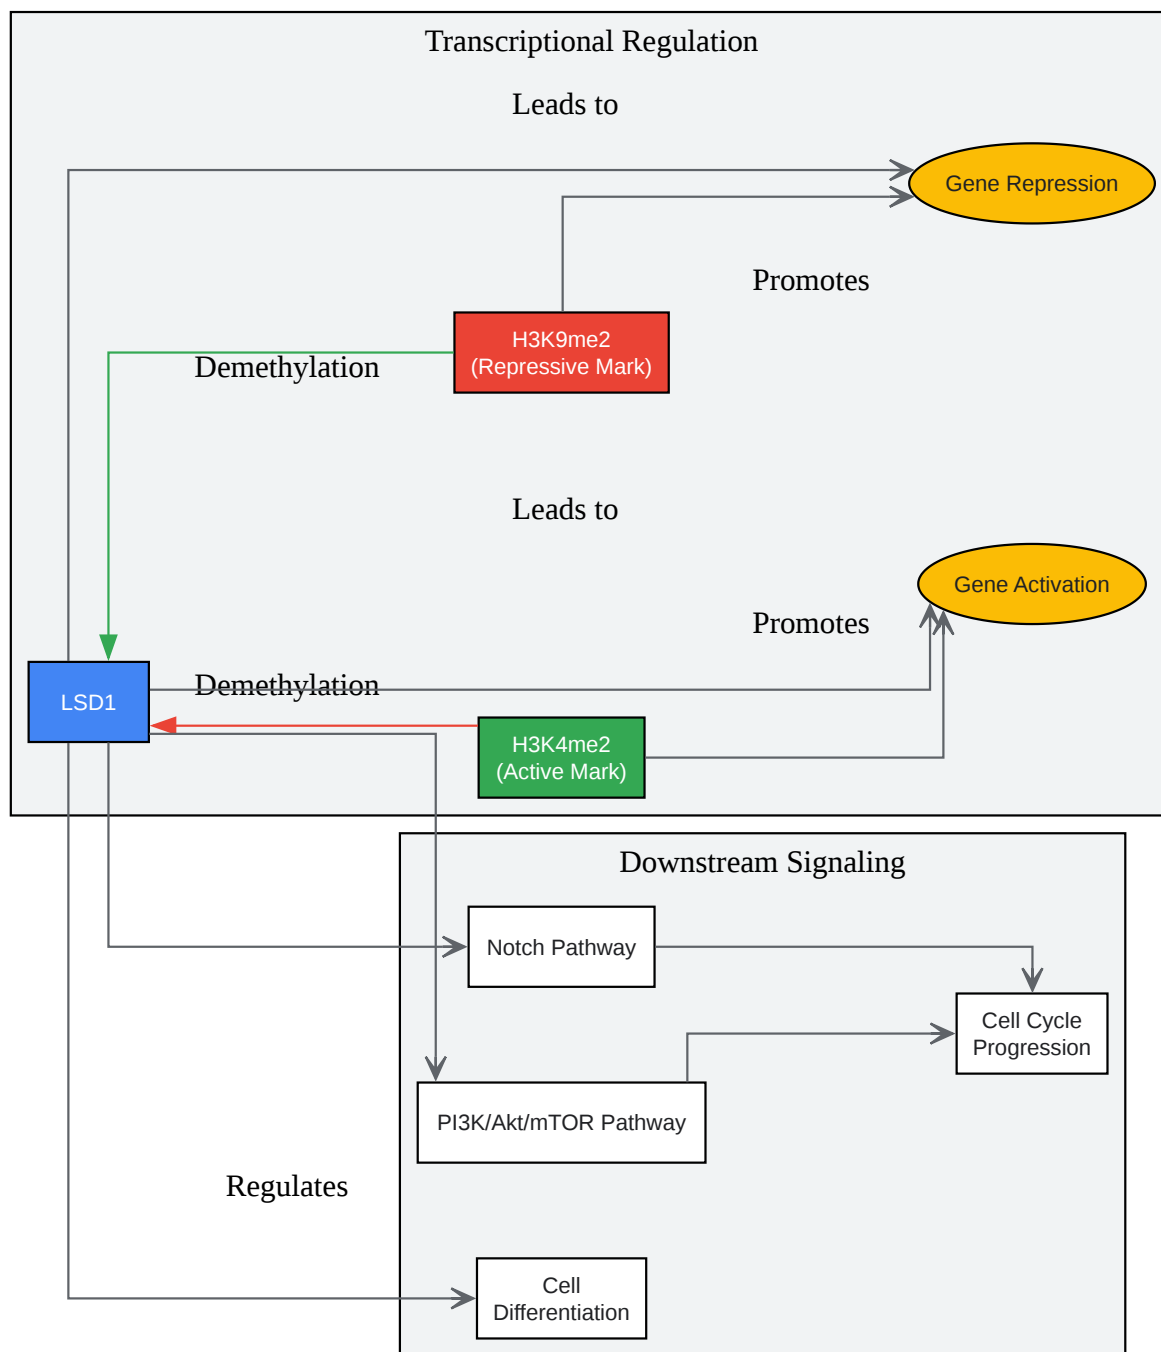 Transcriptional Regulation
Leads to
Gene Repression
Promotes
H3K9me2
(Repressive Mark)
Demethylation
Leads to
Gene Activation
Promotes
Demethylation
LSD1
H3K4me2
(Active Mark)
Downstream Signaling
Notch Pathway
Cell Cycle
Progression
PI3K/Akt/mTOR Pathway
Regulates
Cell
Differentiation